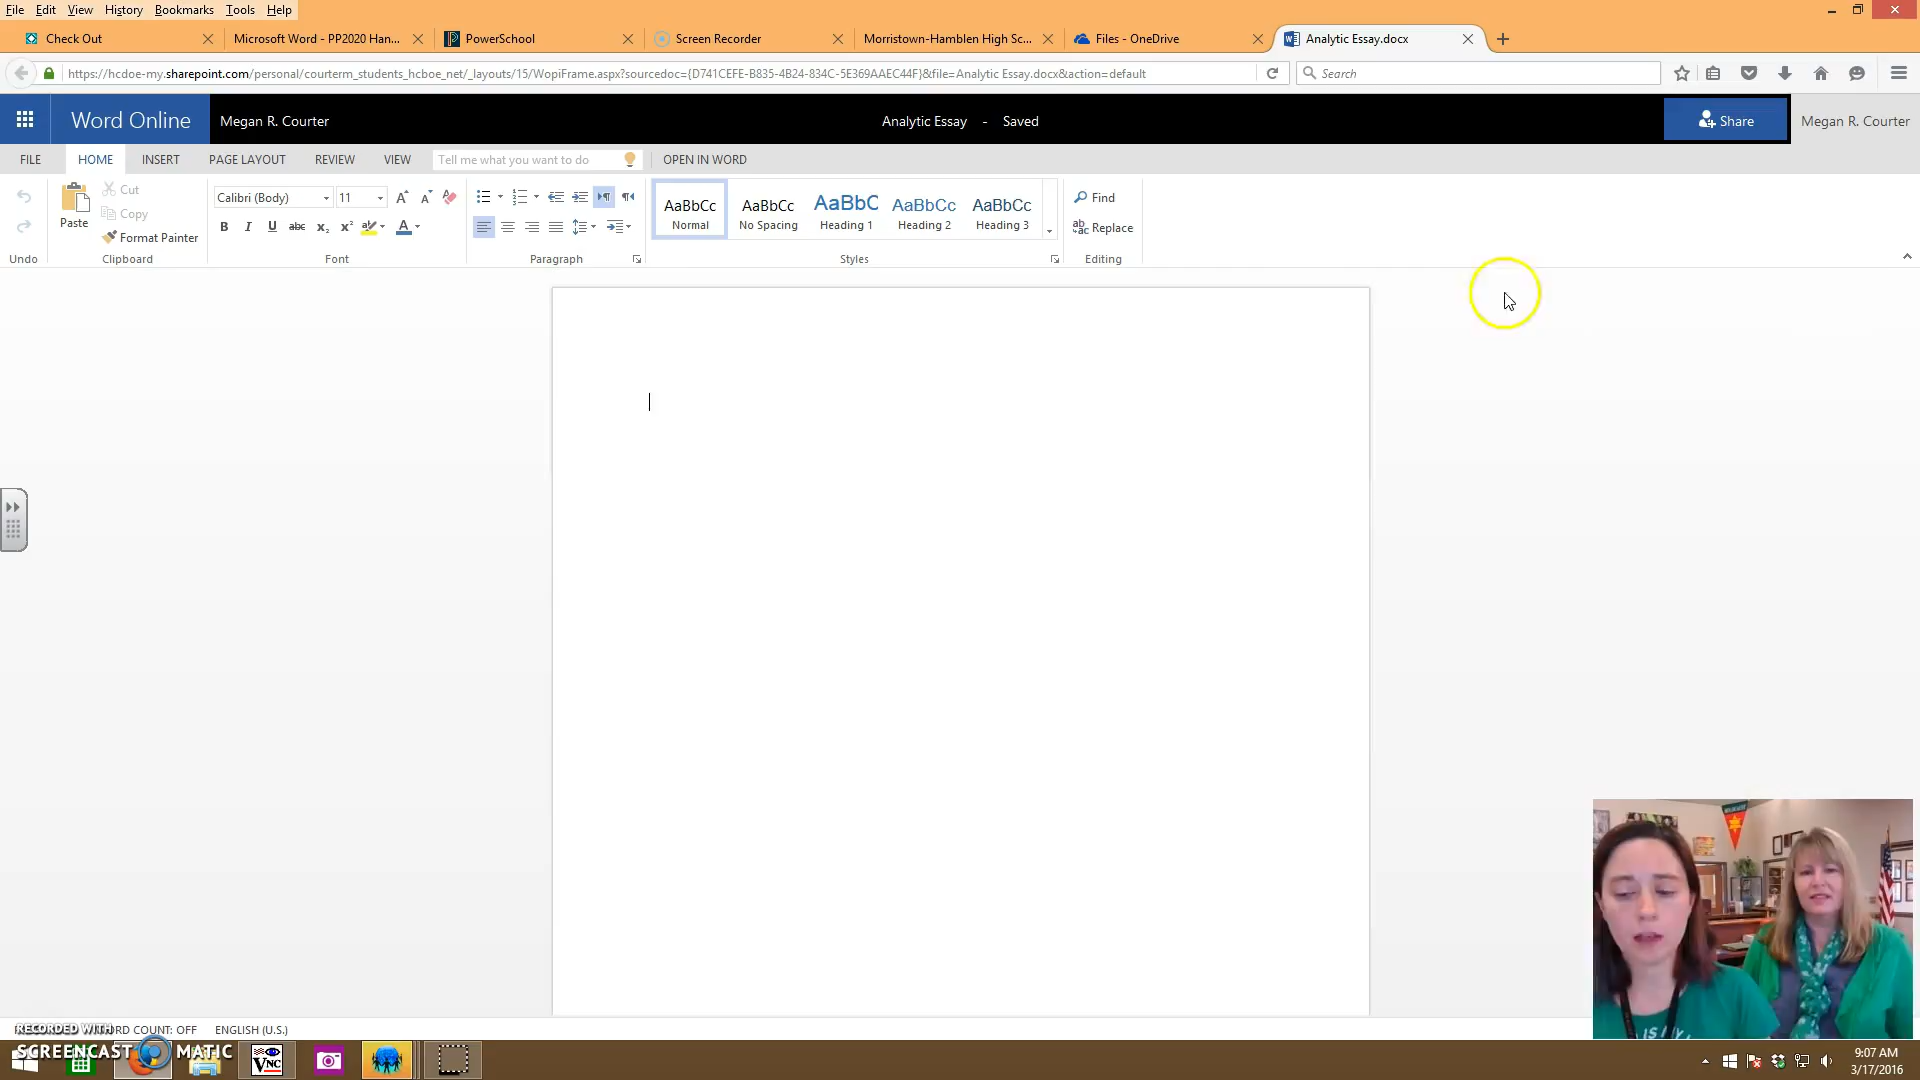 File Edit View History Bookmarks Tools Help
Check Out Microsoft Word - PP2020 Han... PowerSchool Screen Recorder Morristown-Hamblen High Sc... Files - OneDrive Analytic Essay.docx
https://hcdoe-my.sharepoint.com/personal/courterm_students_hcboe_net/_layouts/15/WopiFrame.aspx?sourcedoc={D741CEFE-B835-4B24-834C-5E369AAEC44F}&file=Analytic Essay.docx&action=default Search
Word Online Megan R. Courter Analytic Essay - Saved Share Megan R. Courter
FILE HOME INSERT PAGE LAYOUT REVIEW VIEW Tell me what you want to do OPEN IN WORD
Cut
Copy
Format Painter
Paste
Calibri (Body) 11
B I U abc x₂ x² A
AaBbCc AaBbCc AaBbC AaBbCc AaBbCc
Normal No Spacing Heading 1 Heading 2 Heading 3
Find
Replace
Undo Clipboard Font Paragraph Styles Editing
RECORDED WITH
WORD COUNT: OFF ENGLISH (U.S.)
SCREENCAST MATIC
VNC
9:07 AM
3/17/2016